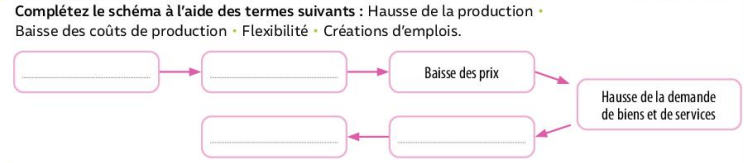 Complétez le schéma à l'aide des termes suivants : Hausse de la production •
Baisse des coûts de production • Flexibilité • Créations d'emplois.
Baisse des prix
Hausse de la demande
de biens et de services